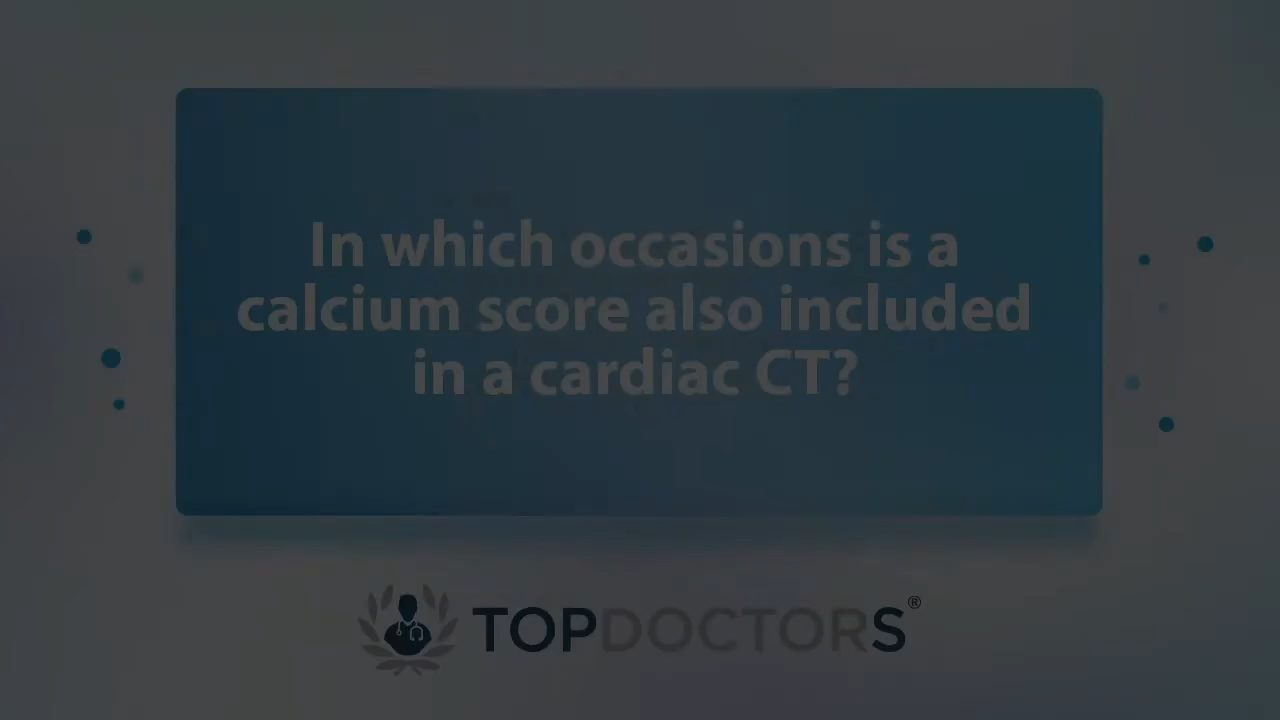 In which occasions is a
calcium score also included
in a cardiac CT?
TOPDOCTORS®